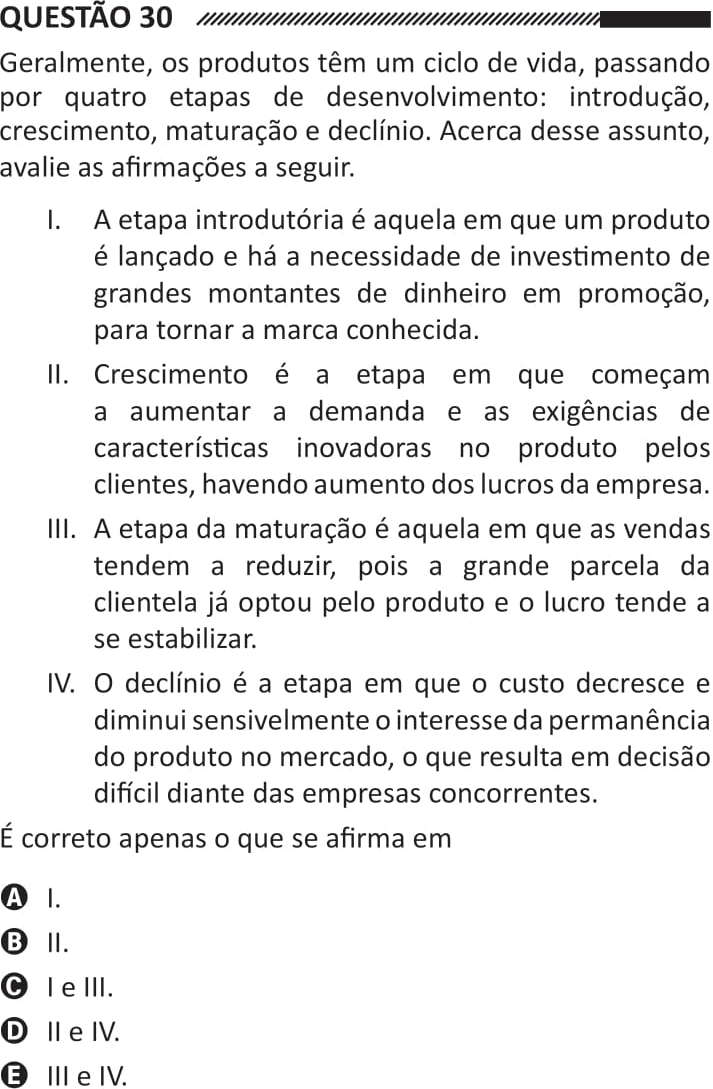 QUESTÃO 30
Geralmente, os produtos têm um ciclo de vida, passando
por quatro etapas de desenvolvimento: introdução,
crescimento, maturação e declínio. Acerca desse assunto,
avalie as afirmações a seguir.
I. A etapa introdutória é aquela em que um produto
é lançado e há a necessidade de investimento de
grandes montantes de dinheiro em promoção,
para tornar a marca conhecida.
II. Crescimento é a etapa em que começam
a aumentar a demanda e as exigências de
características inovadoras no produto pelos
clientes, havendo aumento dos lucros da empresa.
III. A etapa da maturação é aquela em que as vendas
tendem a reduzir, pois a grande parcela da
clientela já optou pelo produto e o lucro tende a
se estabilizar.
IV. O declínio é a etapa em que o custo decresce e
diminui sensivelmente o interesse da permanência
do produto no mercado, o que resulta em decisão
difícil diante das empresas concorrentes.
É correto apenas o que se afirma em
A I.
B II.
C I e III.
D II e IV.
E III e IV.